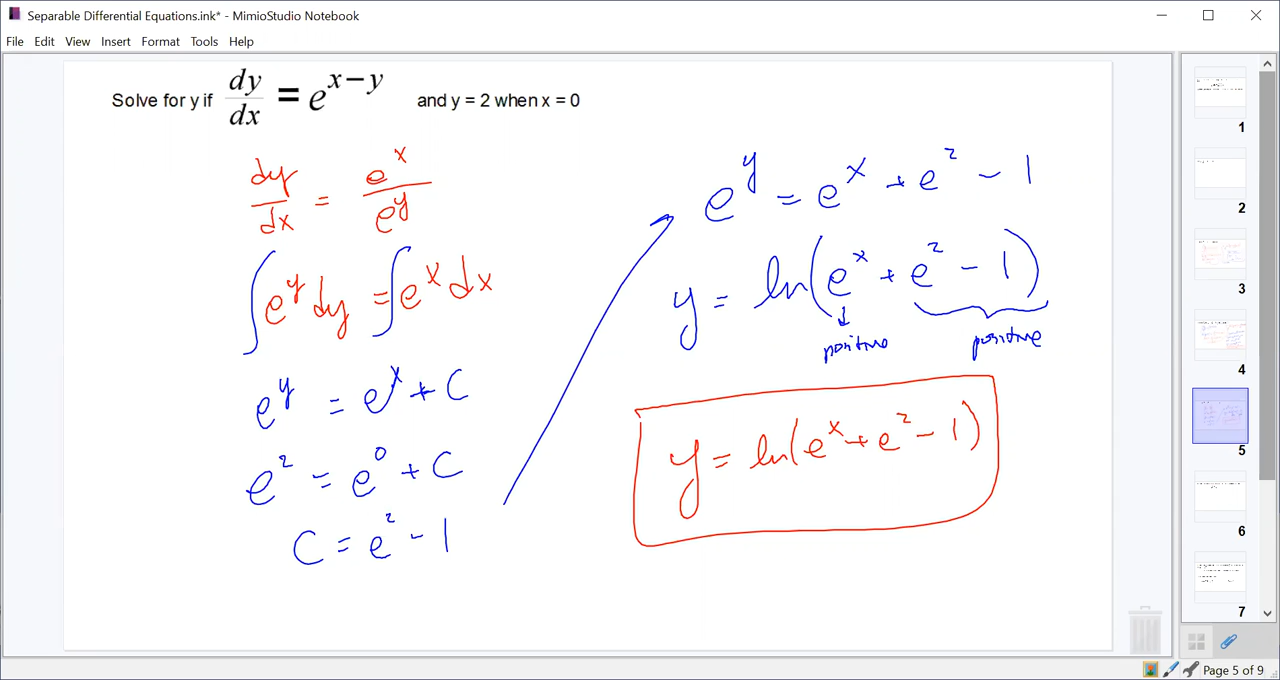 Separable Differential Equations.ink* - MimioStudio Notebook
File Edit View Insert Format Tools Help
Solve for y if dy/dx = e^(x−y) and y = 2 when x = 0
dy/dx = e^x/e^y
∫e^y dy = ∫e^x dx
e^y = e^x + C
e^2 = e^0 + C
C = e^2 - 1
e^y = e^x + e^2 - 1
y = ln(e^x + e^2 - 1)
positive positive
y = ln(e^x + e^2 - 1)
1
2
3
4
5
6
7
Page 5 of 9